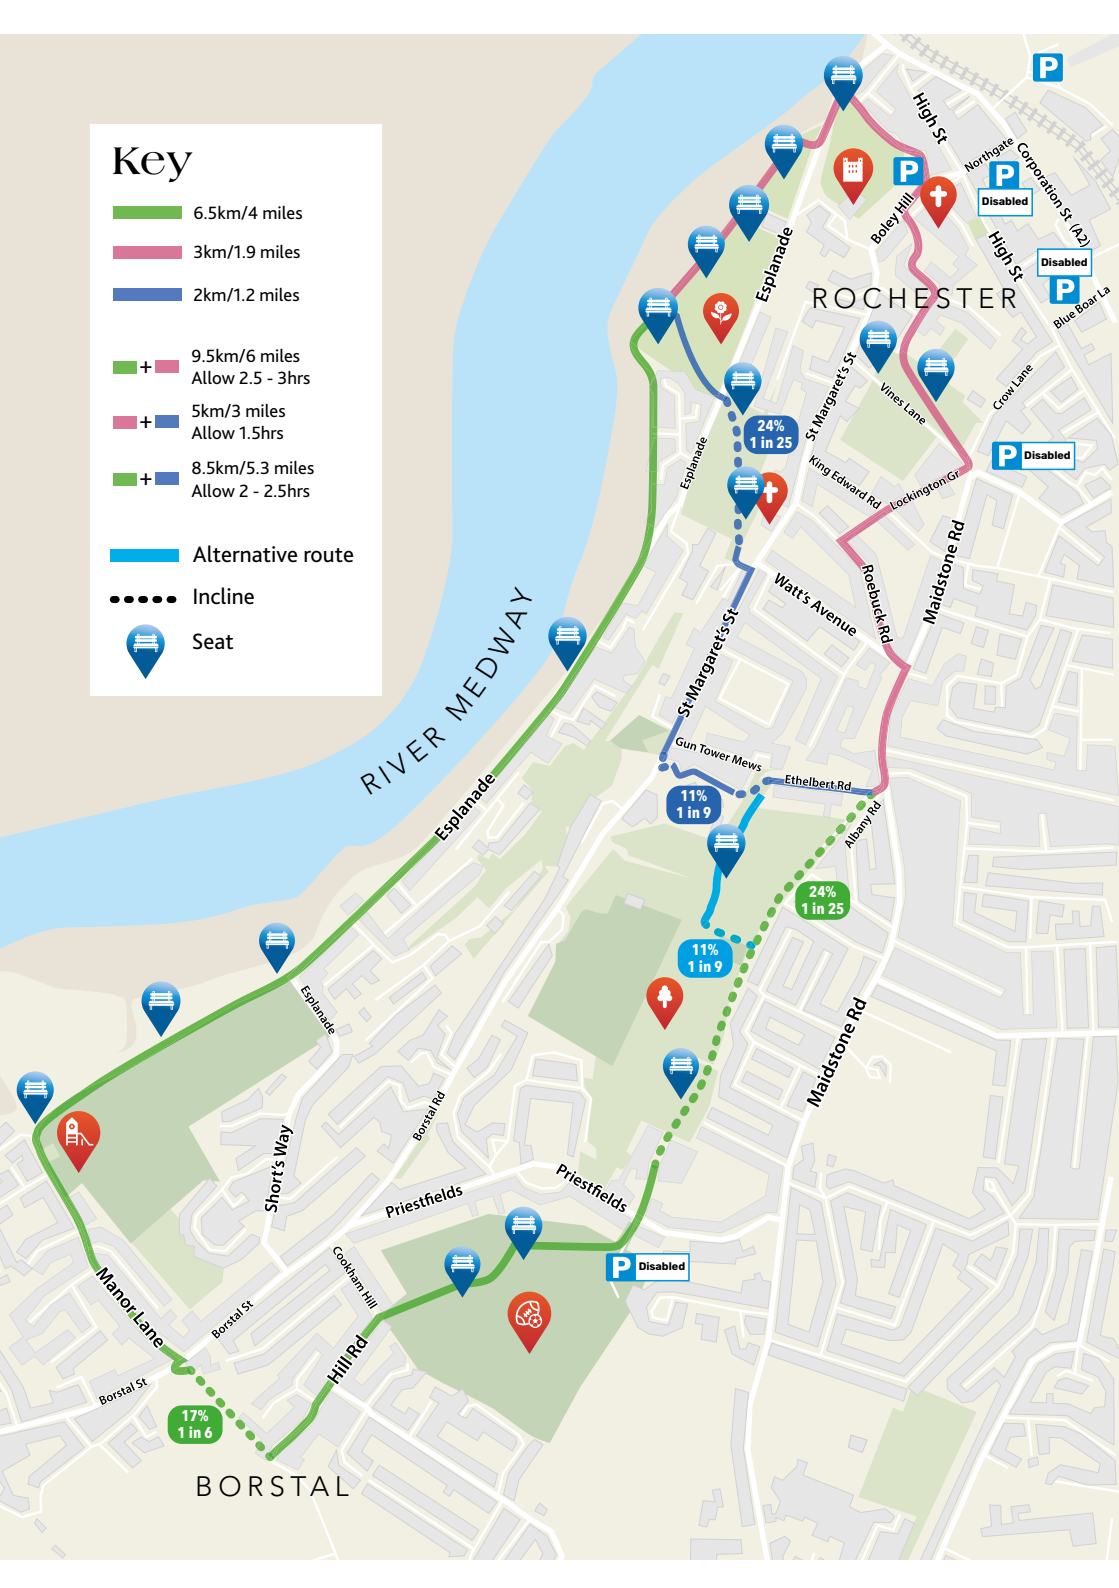 Key
6.5km/4 miles
3km/1.9 miles
2km/1.2 miles
+
9.5km/6 miles
Allow 2.5 - 3hrs
+
5km/3 miles
Allow 1.5hrs
+
8.5km/5.3 miles
Allow 2 - 2.5hrs
Alternative route
Incline
Seat
P
High St
Northgate
Corporation St (A2)
P
P
Disabled
Boley Hill
High St
Disabled
P
Blue Boar La
ROCHESTER
Esplanade
St Margaret's St
Vines Lane
Crow Lane
24%
1 in 25
Esplanade
P Disabled
King Edward Rd
Lockington Gr
Maidstone Rd
Roebuck Rd
Watt's Avenue
St Margaret's St
RIVER MEDWAY
Gun Tower Mews
Ethelbert Rd
11%
1 in 9
Albany Rd
Esplanade
24%
1 in 25
11%
1 in 9
Esplanade
Maidstone Rd
Borstal Rd
Short's Way
Priestfields
Priestfields
P Disabled
Cookham Hill
Manor Lane
Borstal St
Hill Rd
Borstal St
17%
1 in 6
BORSTAL